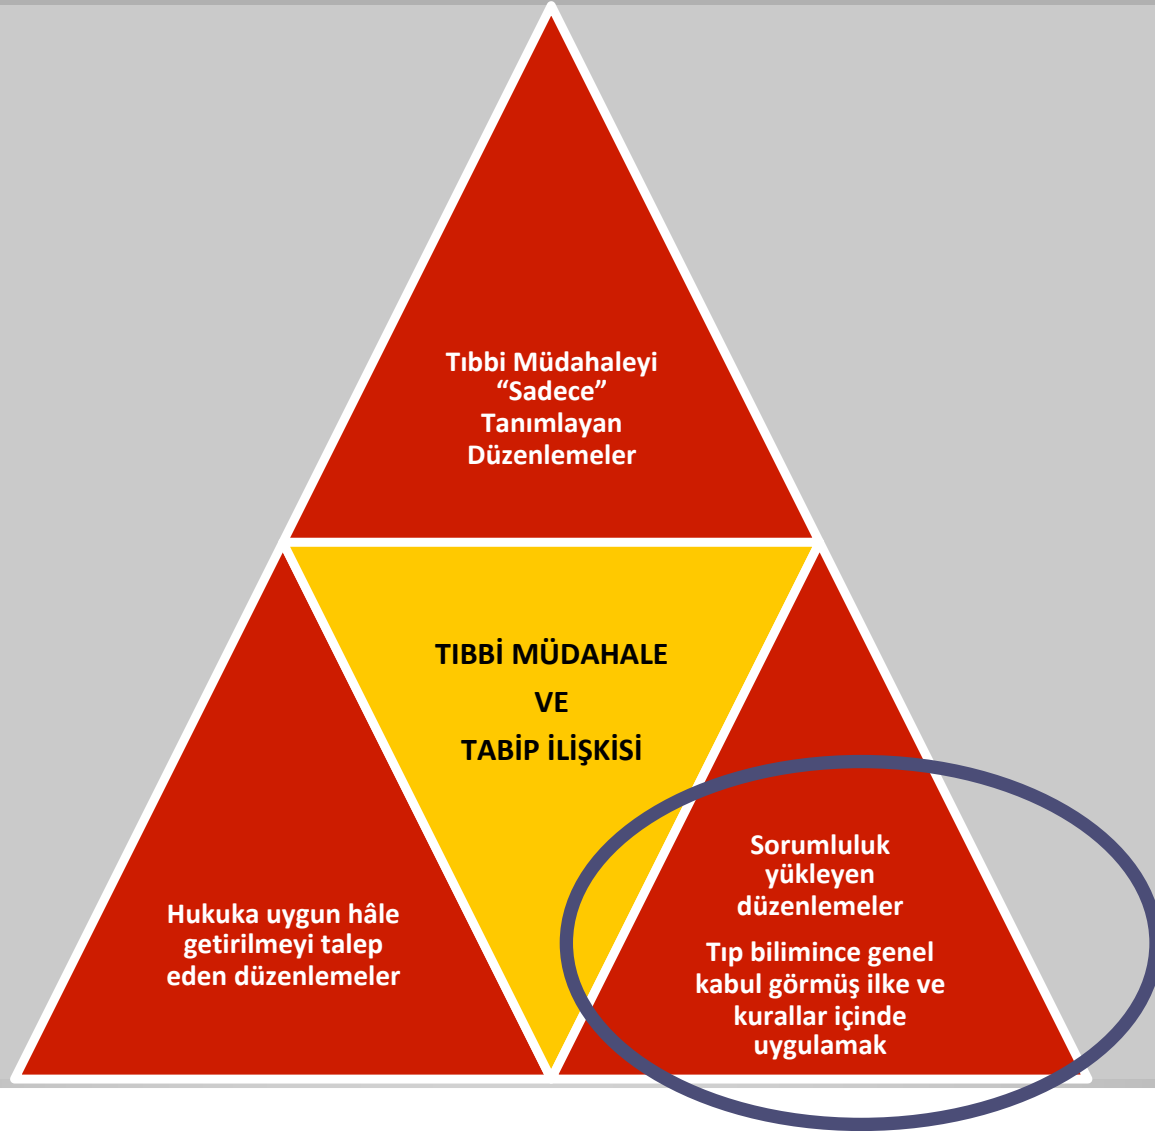 Tıbbi Müdahaleyi
“Sadece”
Tanımlayan
Düzenlemeler
TIBBİ MÜDAHALE
VE
TABİP İLİŞKİSİ
Hukuka uygun hâle
getirilmeyi talep
eden düzenlemeler
Sorumluluk
yükleyen
düzenlemeler
Tıp bilimince genel
kabul görmüş ilke ve
kurallar içinde
uygulamak